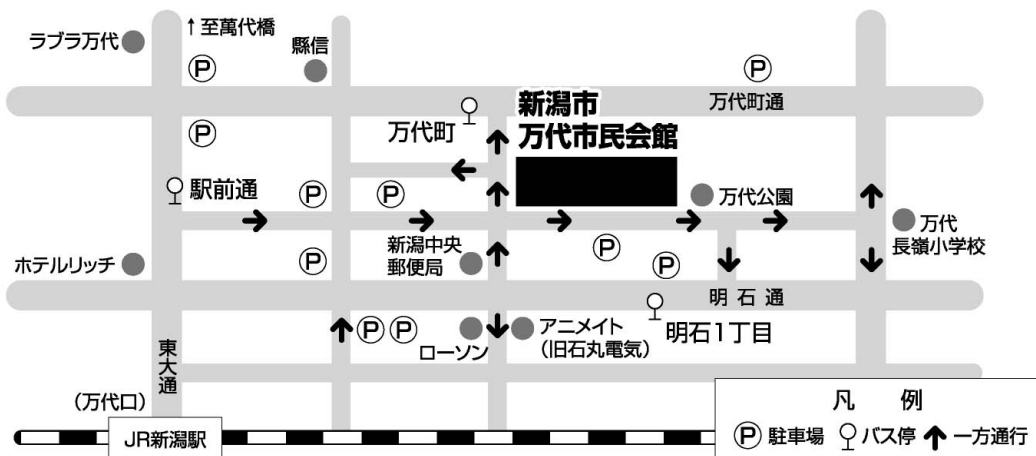 ↑至萬代橋
ラブラ万代
縣信
Ⓟ
Ⓟ
Ⓟ
万代町通
新潟市
万代市民会館
万代町
駅前通
Ⓟ
Ⓟ
Ⓟ
万代公園
万代
長嶺小学校
新潟中央
郵便局
Ⓟ
Ⓟ
Ⓟ
ホテルリッチ
明石通
明石1丁目
ⓅⓅ
ローソン
アニメイト
(旧石丸電気)
東大通
(万代口)
JR新潟駅
凡例
Ⓟ駐車場 バス停 ↑一方通行